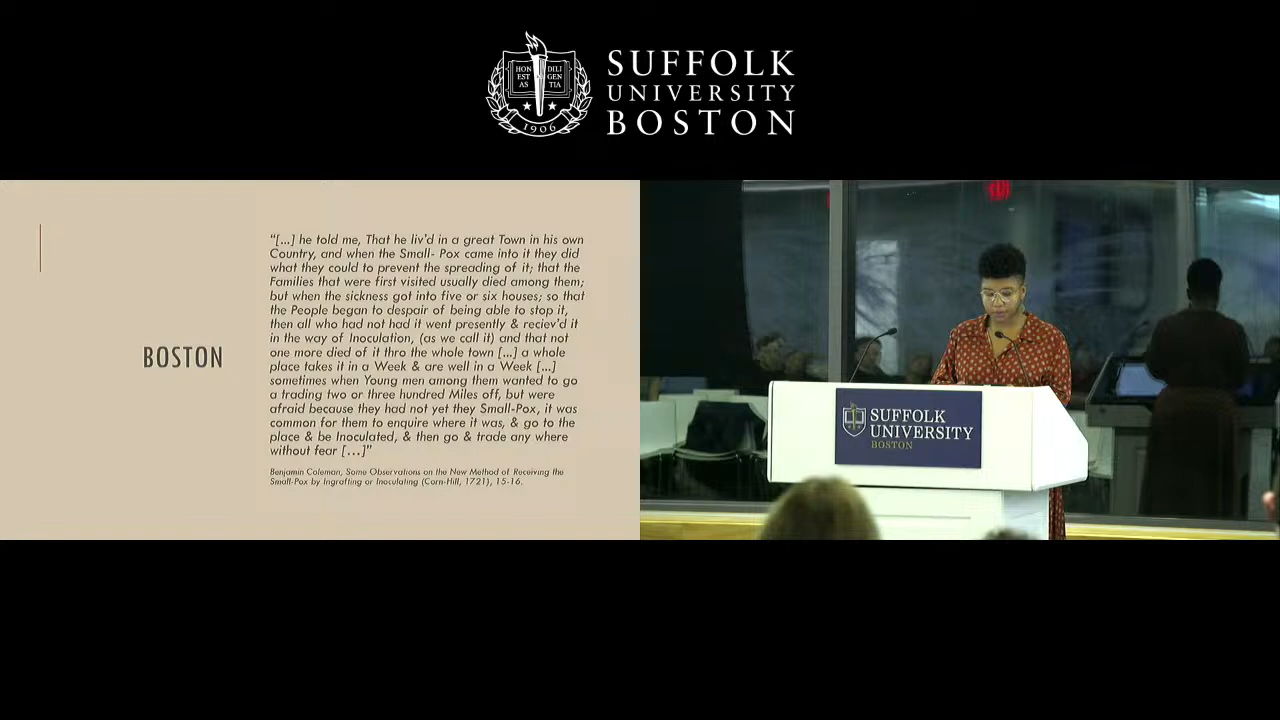 HON
EST
AS
DILI
GEN
TIA
1906
SUFFOLK
UNIVERSITY
BOSTON
BOSTON
“[...] he told me, That he liv'd in a great Town in his own
Country, and when the Small- Pox came into it they did
what they could to prevent the spreading of it; that the
Families that were first visited usually died among them;
but when the sickness got into five or six houses; so that
the People began to despair of being able to stop it,
then all who had not had it went presently & reciev'd it
in the way of Inoculation, (as we call it) and that not
one more died of it thro the whole town [...] a whole
place takes it in a Week & are well in a Week [...]
sometimes when Young men among them wanted to go
a trading two or three hundred Miles off, but were
afraid because they had not yet they Small-Pox, it was
common for them to enquire where it was, & go to the
place & be Inoculated, & then go & trade any where
without fear [...]”
Benjamin Coleman, Some Observations on the New Method of Receiving the
Small-Pox by Ingrafting or Inoculating (Corn-Hill, 1721), 15-16.
SUFFOLK
UNIVERSITY
BOSTON